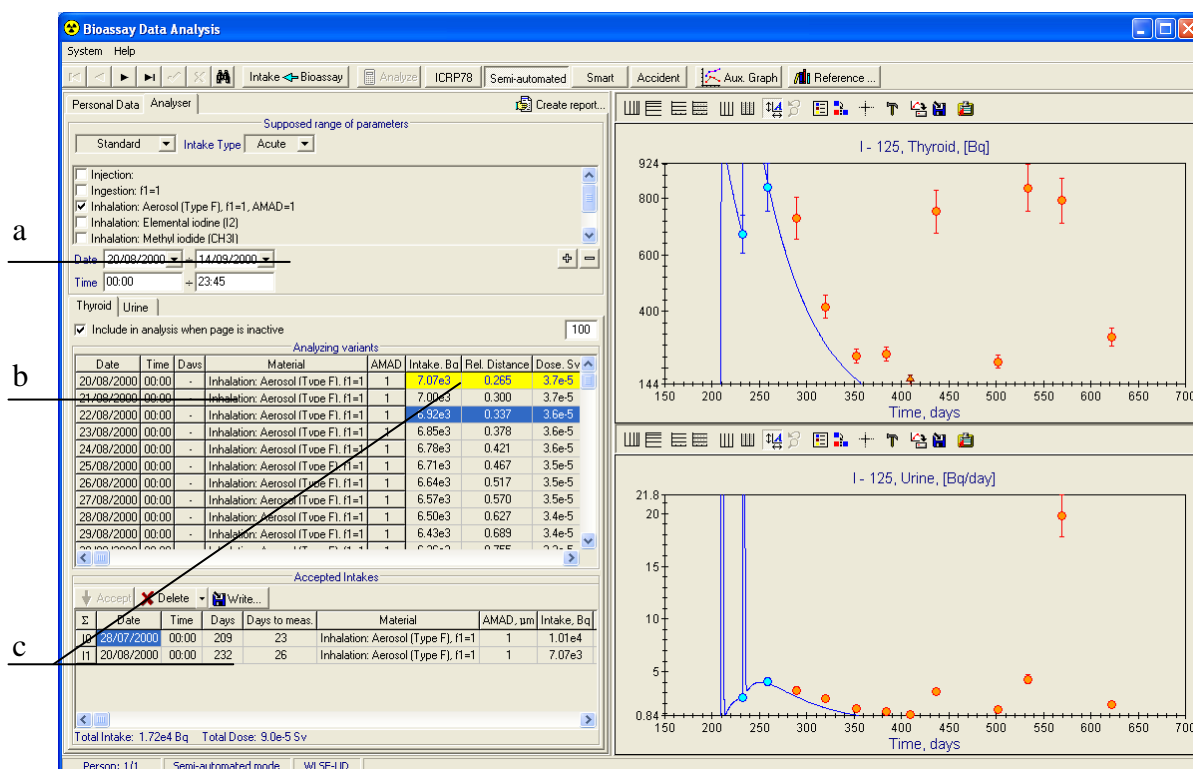 Bioassay Data Analysis
System Help
Intake Bioassay Analyze ICRP78 Semi-automated Smart Accident Aux. Graph Reference ...
Personal Data Analyser Create report...
Supposed range of parameters
Standard Intake Type Acute
Injection:
Ingestion: f1=1
Inhalation: Aerosol (Type F), f1=1, AMAD=1
Inhalation: Elemental iodine (I2)
Inhalation: Methyl iodide (CH3I)
a
Date 20/08/2000 ÷ 14/09/2000
Time 00:00 ÷ 23:45
Thyroid Urine
Include in analysis when page is inactive 100
Analyzing variants
Date Time Days Material AMAD Intake, Bq Rel. Distance Dose, Sv
20/08/2000 00:00 - Inhalation: Aerosol (Type F), f1=1 1 7.07e3 0.265 3.7e-5
b
21/08/2000 00:00 - Inhalation: Aerosol (Type F), f1=1 1 7.00e3 0.300 3.7e-5
22/08/2000 00:00 - Inhalation: Aerosol (Type F), f1=1 1 6.92e3 0.337 3.6e-5
23/08/2000 00:00 - Inhalation: Aerosol (Type F), f1=1 1 6.85e3 0.378 3.6e-5
24/08/2000 00:00 - Inhalation: Aerosol (Type F), f1=1 1 6.78e3 0.421 3.6e-5
25/08/2000 00:00 - Inhalation: Aerosol (Type F), f1=1 1 6.71e3 0.467 3.5e-5
26/08/2000 00:00 - Inhalation: Aerosol (Type F), f1=1 1 6.64e3 0.517 3.5e-5
27/08/2000 00:00 - Inhalation: Aerosol (Type F), f1=1 1 6.57e3 0.570 3.5e-5
28/08/2000 00:00 - Inhalation: Aerosol (Type F), f1=1 1 6.50e3 0.627 3.4e-5
29/08/2000 00:00 - Inhalation: Aerosol (Type F), f1=1 1 6.43e3 0.689 3.4e-5
Accepted Intakes
Accept Delete Write...
Σ Date Time Days Days to meas. Material AMAD, µm Intake, Bq
I0 28/07/2000 00:00 209 23 Inhalation: Aerosol (Type F), f1=1 1 1.01e4
c
I1 20/08/2000 00:00 232 26 Inhalation: Aerosol (Type F), f1=1 1 7.07e3
Total Intake: 1.72e4 Bq Total Dose: 9.0e-5 Sv
Person: 1/1 Semi-automated mode WLSE-UD
I - 125, Thyroid, [Bq]
924
800
600
400
144
150 200 250 300 350 400 450 500 550 600 650 700
Time, days
I - 125, Urine, [Bq/day]
21.8
20
15
10
5
0.84
150 200 250 300 350 400 450 500 550 600 650 700
Time, days